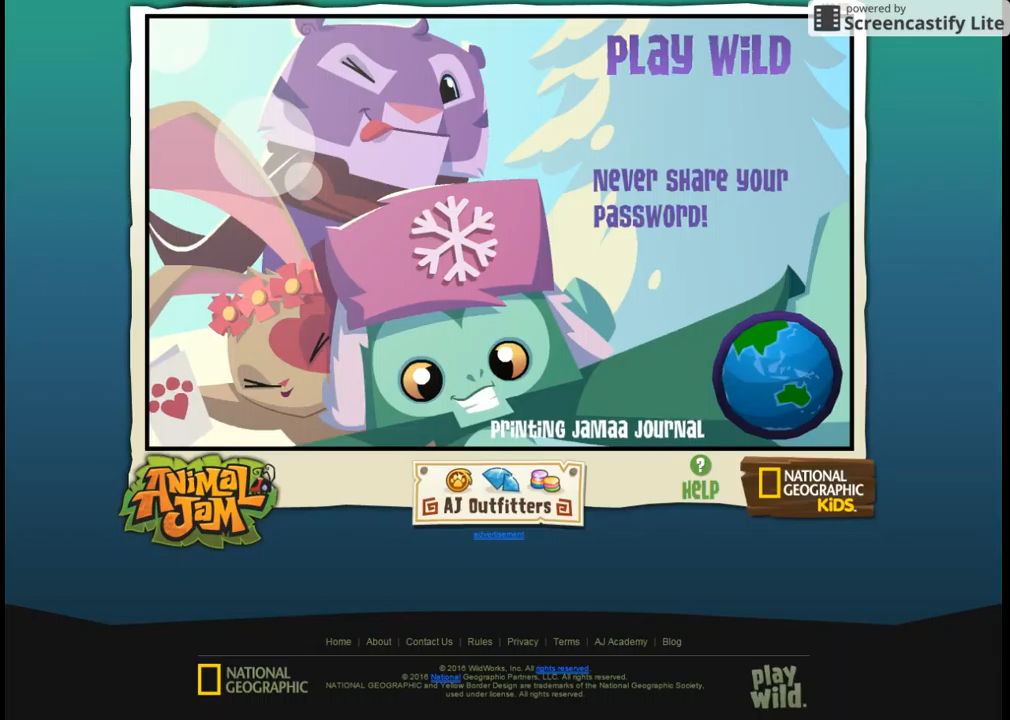 powered by
Screencastify Lite
PLAY WiLD
NEVER SHARE YOUR
PASSWORD!
PRiNTiNG JAMAA JOURNAL
ANiMAL
JAM
AJ Outfitters
advertisement
?
HELP
NATIONAL
GEOGRAPHIC
KiDS.
Home | About | Contact Us | Rules | Privacy | Terms | AJ Academy | Blog
NATIONAL
GEOGRAPHIC
© 2016 WildWorks, Inc. All rights reserved.
© 2016 National Geographic Partners, LLC. All rights reserved.
NATIONAL GEOGRAPHIC and Yellow Border Design are trademarks of the National Geographic Society,
used under license. All rights reserved.
play
wild.